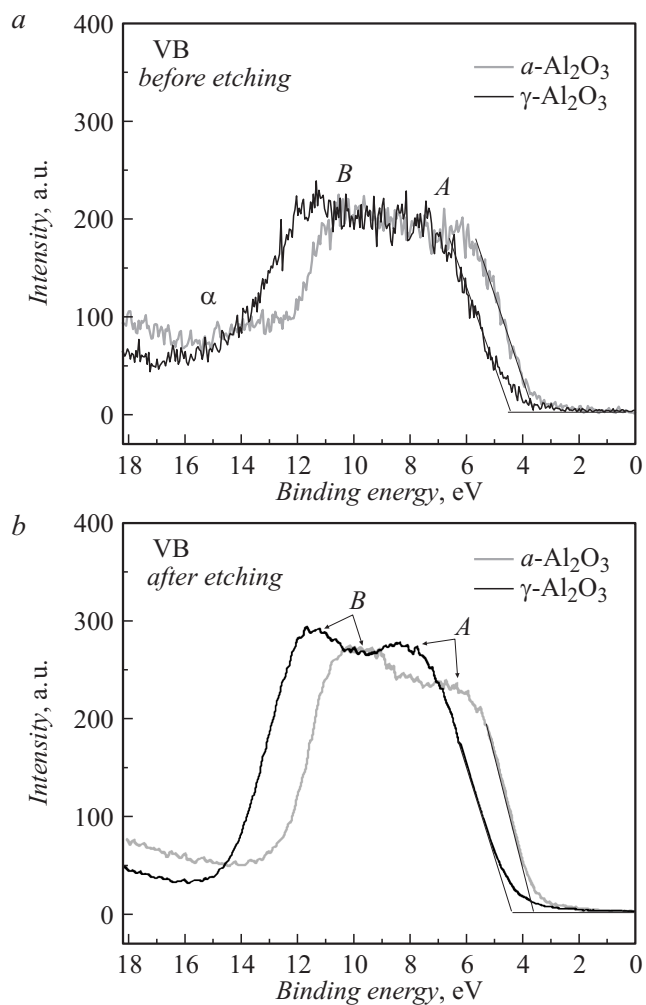 a
400
VB
before etching
a-Al₂O₃
γ-Al₂O₃
300
B
A
200
α
100
0
Intensity, a.u.
18 16 14 12 10 8 6 4 2 0
Binding energy, eV
b
400
VB
after etching
a-Al₂O₃
γ-Al₂O₃
300
B
A
200
100
0
Intensity, a.u.
18 16 14 12 10 8 6 4 2 0
Binding energy, eV